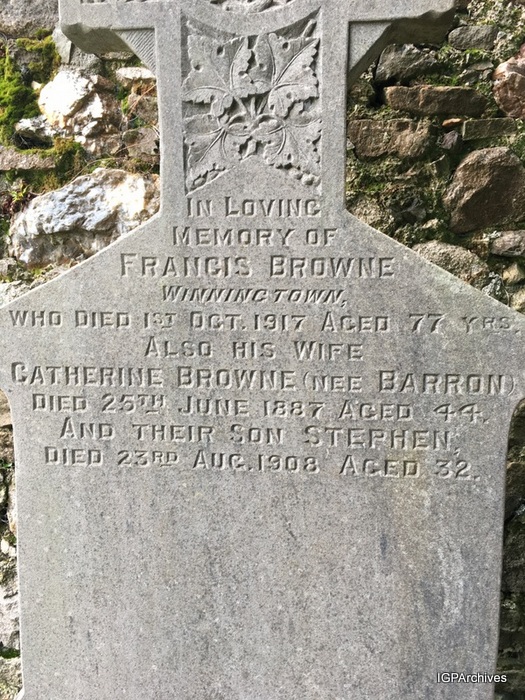 In Loving
Memory of
Francis Browne
Winningtown,
who died 1st Oct. 1917 Aged 77 yrs.
Also his wife
Catherine Browne (nee Barron)
Died 25th June 1887 Aged 44.
And their son Stephen,
Died 23rd Aug. 1908 Aged 32.
IGPArchives